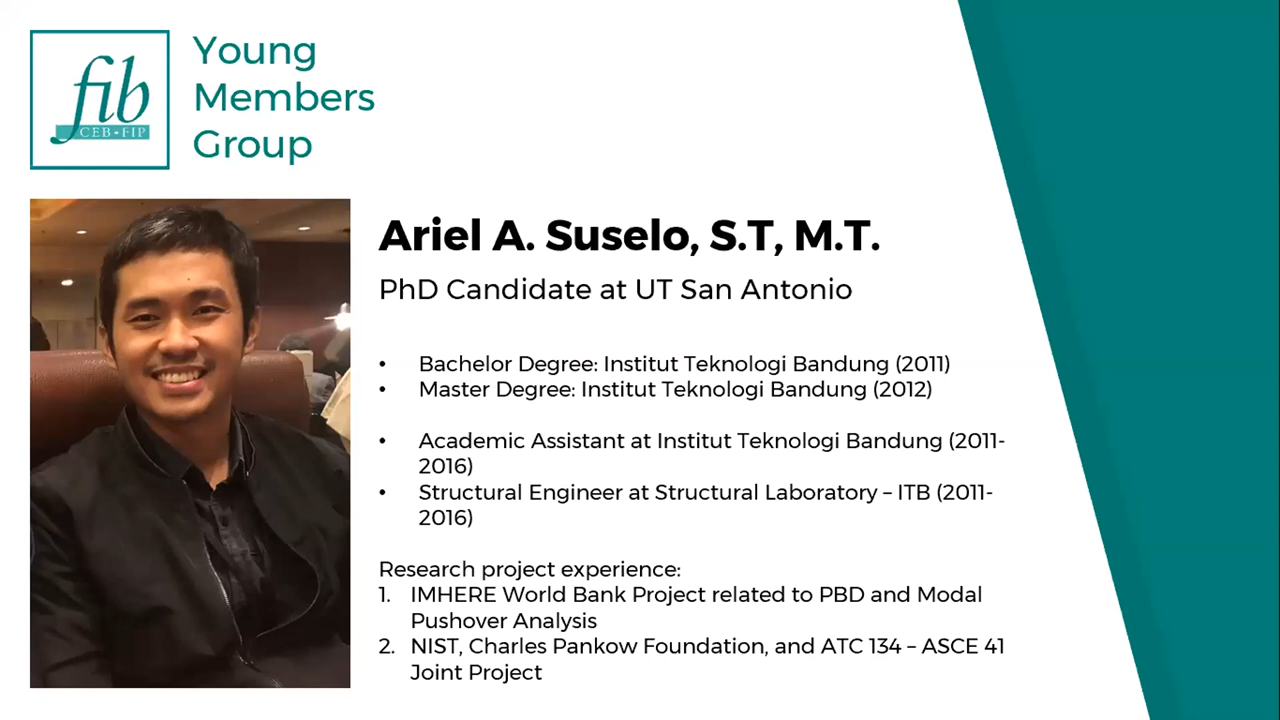 fib
CEB-FIP
Young
Members
Group
Ariel A. Suselo, S.T, M.T.
PhD Candidate at UT San Antonio
• Bachelor Degree: Institut Teknologi Bandung (2011)
• Master Degree: Institut Teknologi Bandung (2012)
• Academic Assistant at Institut Teknologi Bandung (2011-
2016)
• Structural Engineer at Structural Laboratory – ITB (2011-
2016)
Research project experience:
1. IMHERE World Bank Project related to PBD and Modal
Pushover Analysis
2. NIST, Charles Pankow Foundation, and ATC 134 – ASCE 41
Joint Project